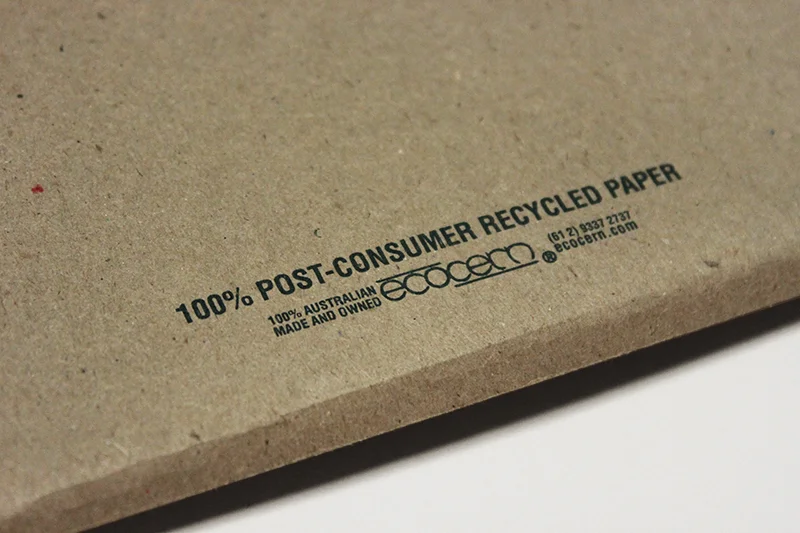 100% POST-CONSUMER RECYCLED PAPER
100% AUSTRALIAN
MADE AND OWNED
ecocern®
(61 2) 9337 2737
ecocern.com